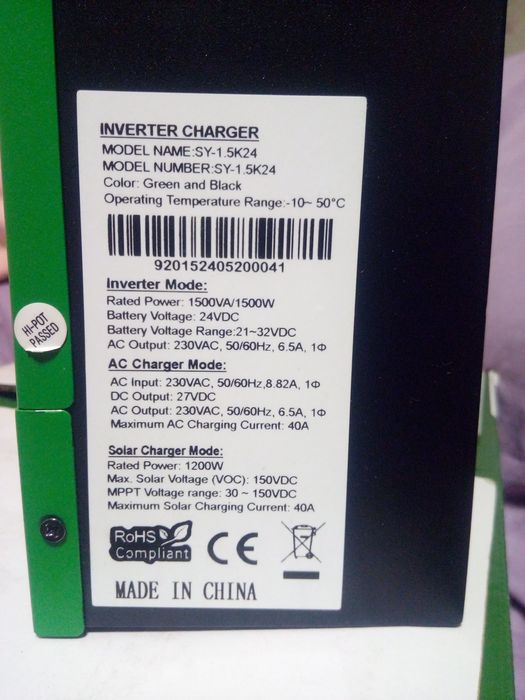 INVERTER CHARGER
MODEL NAME:SY-1.5K24
MODEL NUMBER:SY-1.5K24
Color: Green and Black
Operating Temperature Range:-10~ 50°C
920152405200041
Inverter Mode:
Rated Power: 1500VA/1500W
Battery Voltage: 24VDC
Battery Voltage Range:21~32VDC
AC Output: 230VAC, 50/60Hz, 6.5A, 1Φ
AC Charger Mode:
AC Input: 230VAC, 50/60Hz,8.82A, 1Φ
DC Output: 27VDC
AC Output: 230VAC, 50/60Hz, 6.5A, 1Φ
Maximum AC Charging Current: 40A
Solar Charger Mode:
Rated Power: 1200W
Max. Solar Voltage (VOC): 150VDC
MPPT Voltage range: 30 ~ 150VDC
Maximum Solar Charging Current: 40A
RoHS
Compliant
CE
MADE IN CHINA
HI-POT
PASSED